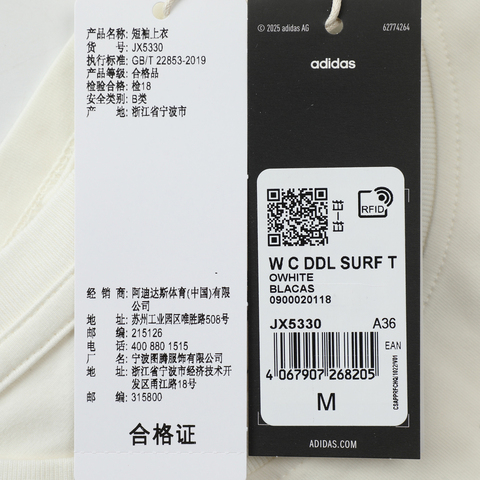 产品名称: 短袖上衣
货 号: JX5330
执行标准: GB/T 22853-2019
产品等级: 合格品
检验合格: 检18
安全类别: B类
产 地: 浙江省宁波市
经 销 商: 阿迪达斯体育(中国)有限
公司
地 址: 苏州工业园区唯胜路508号
邮 编: 215126
电 话: 400 880 1515
厂 名: 宁波图腾服饰有限公司
地 址: 浙江省宁波市经济技术开
发区甬江路18号
邮 编: 315800
合格证
© 2025 adidas AG
62774264
adidas
RFID
W C DDL SURF T
OWHITE
BLACAS
0900020118
JX5330 A36
EAN
4 067907 268205
M
ADIDAS.COM